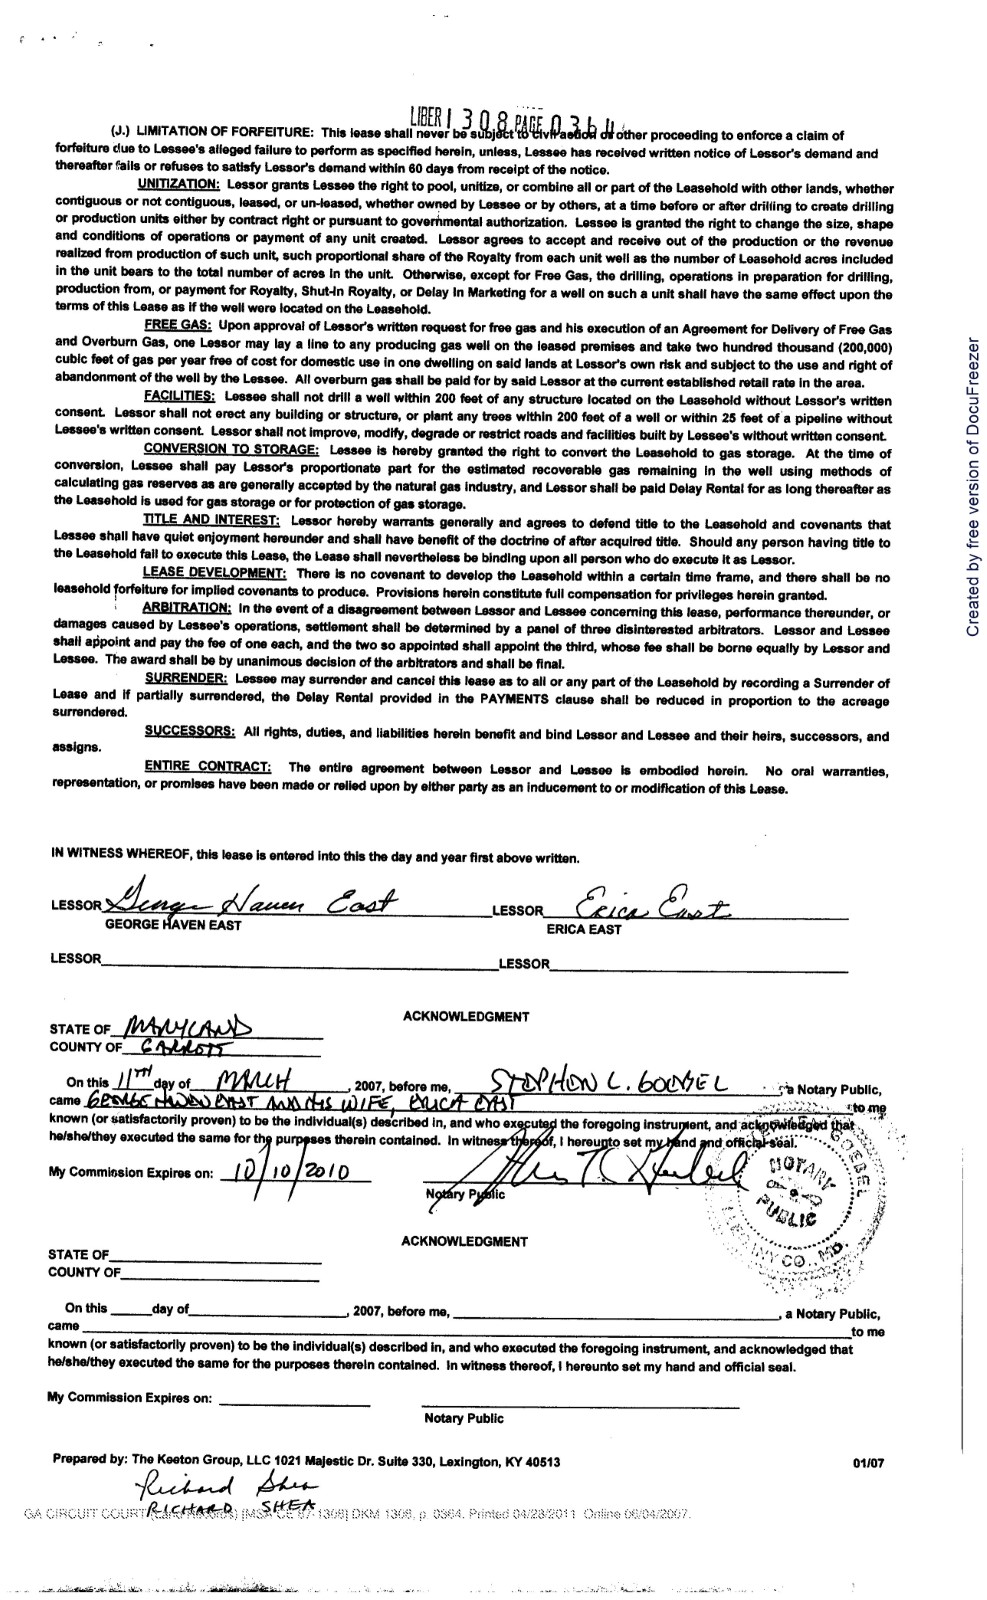 LIBER 1308 PAGE 0364
(J.) LIMITATION OF FORFEITURE: This lease shall never be subject to civil action or other proceeding to enforce a claim of
forfeiture due to Lessee's alleged failure to perform as specified herein, unless, Lessee has received written notice of Lessor's demand and
thereafter fails or refuses to satisfy Lessor's demand within 60 days from receipt of the notice.
UNITIZATION: Lessor grants Lessee the right to pool, unitize, or combine all or part of the Leasehold with other lands, whether
contiguous or not contiguous, leased, or un-leased, whether owned by Lessee or by others, at a time before or after drilling to create drilling
or production units either by contract right or pursuant to governmental authorization. Lessee is granted the right to change the size, shape
and conditions of operations or payment of any unit created. Lessor agrees to accept and receive out of the production or the revenue
realized from production of such unit, such proportional share of the Royalty from each unit well as the number of Leasehold acres included
in the unit bears to the total number of acres in the unit. Otherwise, except for Free Gas, the drilling, operations in preparation for drilling,
production from, or payment for Royalty, Shut-In Royalty, or Delay In Marketing for a well on such a unit shall have the same effect upon the
terms of this Lease as if the well were located on the Leasehold.
FREE GAS: Upon approval of Lessor's written request for free gas and his execution of an Agreement for Delivery of Free Gas
and Overburn Gas, one Lessor may lay a line to any producing gas well on the leased premises and take two hundred thousand (200,000)
cubic feet of gas per year free of cost for domestic use in one dwelling on said lands at Lessor's own risk and subject to the use and right of
abandonment of the well by the Lessee. All overburn gas shall be paid for by said Lessor at the current established retail rate in the area.
FACILITIES: Lessee shall not drill a well within 200 feet of any structure located on the Leasehold without Lessor's written
consent. Lessor shall not erect any building or structure, or plant any trees within 200 feet of a well or within 25 feet of a pipeline without
Lessee's written consent. Lessor shall not improve, modify, degrade or restrict roads and facilities built by Lessee's without written consent.
CONVERSION TO STORAGE: Lessee is hereby granted the right to convert the Leasehold to gas storage. At the time of
conversion, Lessee shall pay Lessor's proportionate part for the estimated recoverable gas remaining in the well using methods of
calculating gas reserves as are generally accepted by the natural gas industry, and Lessor shall be paid Delay Rental for as long thereafter as
the Leasehold is used for gas storage or for protection of gas storage.
TITLE AND INTEREST: Lessor hereby warrants generally and agrees to defend title to the Leasehold and covenants that
Lessee shall have quiet enjoyment hereunder and shall have benefit of the doctrine of after acquired title. Should any person having title to
the Leasehold fail to execute this Lease, the Lease shall nevertheless be binding upon all person who do execute it as Lessor.
LEASE DEVELOPMENT: There is no covenant to develop the Leasehold within a certain time frame, and there shall be no
leasehold forfeiture for implied covenants to produce. Provisions herein constitute full compensation for privileges herein granted.
ARBITRATION: In the event of a disagreement between Lessor and Lessee concerning this lease, performance thereunder, or
damages caused by Lessee's operations, settlement shall be determined by a panel of three disinterested arbitrators. Lessor and Lessee
shall appoint and pay the fee of one each, and the two so appointed shall appoint the third, whose fee shall be borne equally by Lessor and
Lessee. The award shall be by unanimous decision of the arbitrators and shall be final.
SURRENDER: Lessee may surrender and cancel this lease as to all or any part of the Leasehold by recording a Surrender of
Lease and if partially surrendered, the Delay Rental provided in the PAYMENTS clause shall be reduced in proportion to the acreage
surrendered.
SUCCESSORS: All rights, duties, and liabilities herein benefit and bind Lessor and Lessee and their heirs, successors, and
assigns.
ENTIRE CONTRACT: The entire agreement between Lessor and Lessee is embodied herein. No oral warranties,
representation, or promises have been made or relied upon by either party as an inducement to or modification of this Lease.
IN WITNESS WHEREOF, this lease is entered into this the day and year first above written.
LESSOR George Haven East LESSOR Erica East
GEORGE HAVEN EAST ERICA EAST
LESSOR LESSOR
ACKNOWLEDGMENT
STATE OF MARYLAND
COUNTY OF GARRETT
On this 11TH day of MARCH, 2007, before me, STEPHEN L. GOEBEL, a Notary Public,
came GEORGE HAVEN EAST AND HIS WIFE, ERICA EAST to me
known (or satisfactorily proven) to be the individual(s) described in, and who executed the foregoing instrument, and acknowledged that
he/she/they executed the same for the purposes therein contained. In witness thereof, I hereunto set my hand and official seal.
My Commission Expires on: 10/10/2010
Notary Public
GOEBEL
NOTARY
PUBLIC
CO., MD.
ACKNOWLEDGMENT
STATE OF
COUNTY OF
On this day of , 2007, before me, , a Notary Public,
came to me
known (or satisfactorily proven) to be the individual(s) described in, and who executed the foregoing instrument, and acknowledged that
he/she/they executed the same for the purposes therein contained. In witness thereof, I hereunto set my hand and official seal.
My Commission Expires on:
Notary Public
Prepared by: The Keeton Group, LLC 1021 Majestic Dr. Suite 330, Lexington, KY 40513 01/07
Richard Shea
RICHARD SHEA
GA CIRCUIT COURT (Land Records) [MSA CE 67-1306] DKM 1308, p. 0364. Printed 04/23/2011. Online 06/04/2007.
Created by free version of DocuFreezer